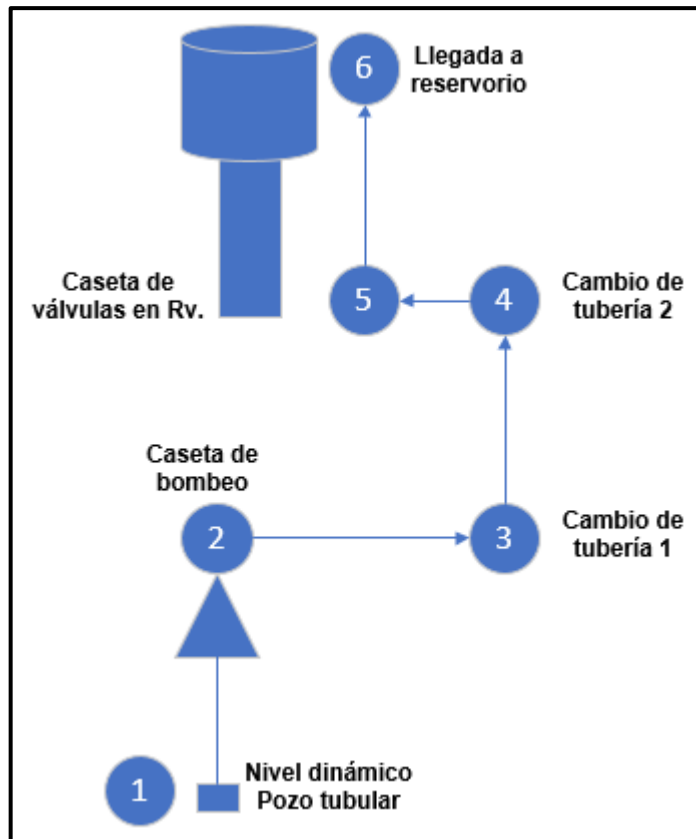 6
Llegada a
reservorio
Caseta de
válvulas en Rv.
5
4
Cambio de
tubería 2
Caseta de
bombeo
2
3
Cambio de
tubería 1
1
Nivel dinámico
Pozo tubular